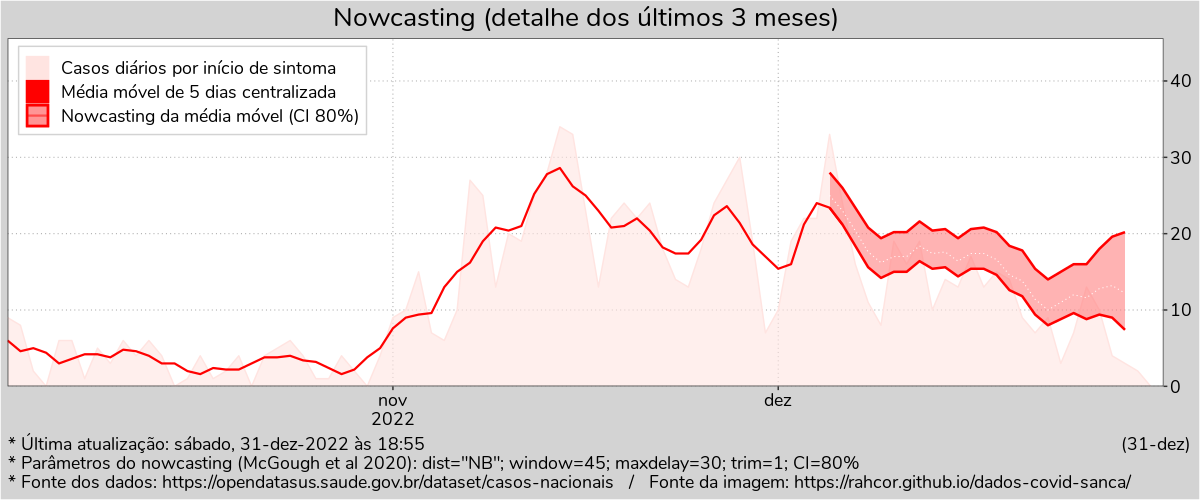 Nowcasting (detalhe dos últimos 3 meses)
Casos diários por início de sintoma
Média móvel de 5 dias centralizada
Nowcasting da média móvel (CI 80%)
40
30
20
10
0
nov
2022
dez
* Última atualização: sábado, 31-dez-2022 às 18:55
(31-dez)
* Parâmetros do nowcasting (McGough et al 2020): dist="NB"; window=45; maxdelay=30; trim=1; CI=80%
* Fonte dos dados: https://opendatasus.saude.gov.br/dataset/casos-nacionais / Fonte da imagem: https://rahcor.github.io/dados-covid-sanca/